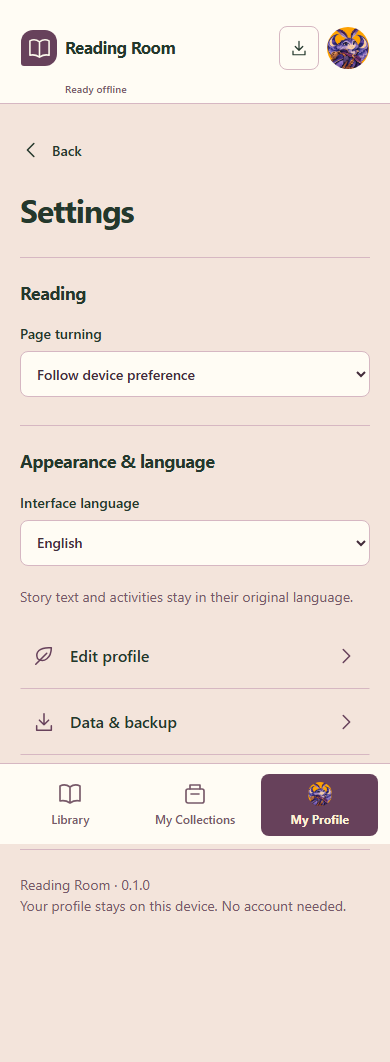 Reading Room
Ready offline
Back
Settings
Reading
Page turning
Follow device preference
Appearance & language
Interface language
English
Story text and activities stay in their original language.
Edit profile
Data & backup
Library
My Collections
My Profile
Reading Room · 0.1.0
Your profile stays on this device. No account needed.